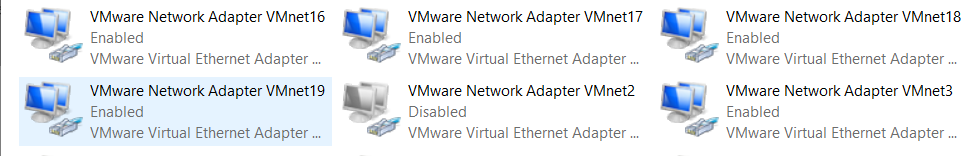 VMware Network Adapter VMnet16
Enabled
VMware Virtual Ethernet Adapter ...
VMware Network Adapter VMnet17
Enabled
VMware Virtual Ethernet Adapter ...
VMware Network Adapter VMnet18
Enabled
VMware Virtual Ethernet Adapter ...
VMware Network Adapter VMnet19
Enabled
VMware Virtual Ethernet Adapter ...
VMware Network Adapter VMnet2
Disabled
VMware Virtual Ethernet Adapter ...
VMware Network Adapter VMnet3
Enabled
VMware Virtual Ethernet Adapter ...